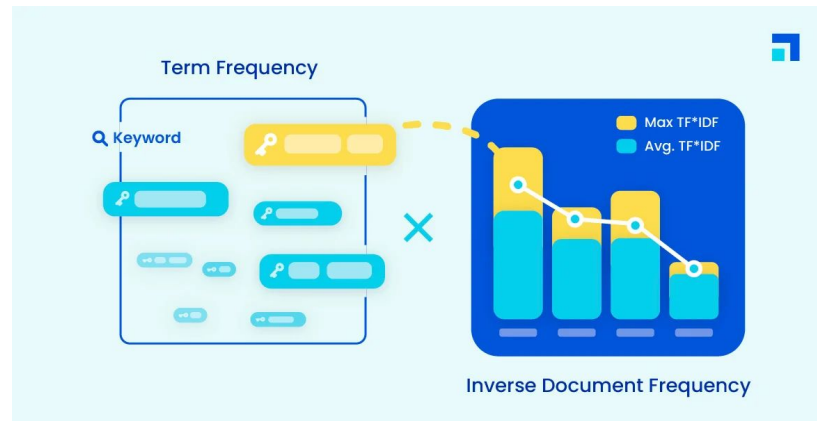 Term Frequency
Keyword
Max TF*IDF
Avg. TF*IDF
Inverse Document Frequency